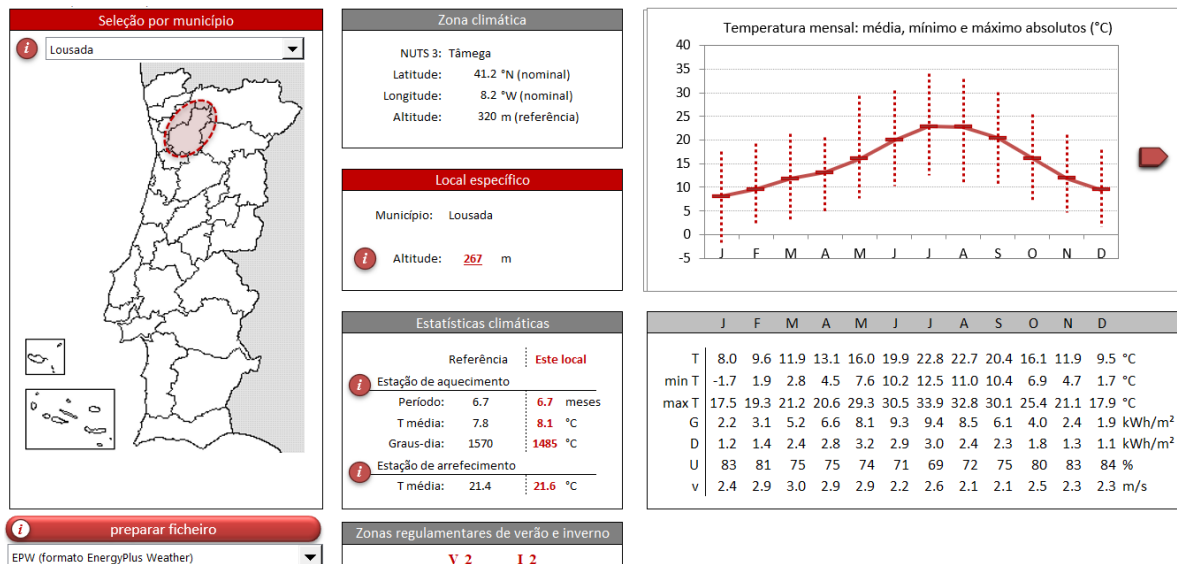 Seleção por município
i
Lousada
Zona climática
NUTS 3: Tâmega
Latitude: 41.2 °N (nominal)
Longitude: 8.2 °W (nominal)
Altitude: 320 m (referência)
Local específico
Município: Lousada
i Altitude: 267 m
Estatísticas climáticas
Referência Este local
i Estação de aquecimento
Período: 6.7 6.7 meses
T média: 7.8 8.1 °C
Graus-dia: 1570 1485 °C
i Estação de arrefecimento
T média: 21.4 21.6 °C
i preparar ficheiro
EPW (formato EnergyPlus Weather)
Zonas regulamentares de verão e inverno
V 2 I 2
Temperatura mensal: média, mínimo e máximo absolutos (°C)
40
35
30
25
20
15
10
5
0
-5
J F M A M J J A S O N D
J F M A M J J A S O N D
T 8.0 9.6 11.9 13.1 16.0 19.9 22.8 22.7 20.4 16.1 11.9 9.5 °C
min T -1.7 1.9 2.8 4.5 7.6 10.2 12.5 11.0 10.4 6.9 4.7 1.7 °C
max T 17.5 19.3 21.2 20.6 29.3 30.5 33.9 32.8 30.1 25.4 21.1 17.9 °C
G 2.2 3.1 5.2 6.6 8.1 9.3 9.4 8.5 6.1 4.0 2.4 1.9 kWh/m²
D 1.2 1.4 2.4 2.8 3.2 2.9 3.0 2.4 2.3 1.8 1.3 1.1 kWh/m²
U 83 81 75 75 74 71 69 72 75 80 83 84 %
v 2.4 2.9 3.0 2.9 2.9 2.2 2.6 2.1 2.1 2.5 2.3 2.3 m/s